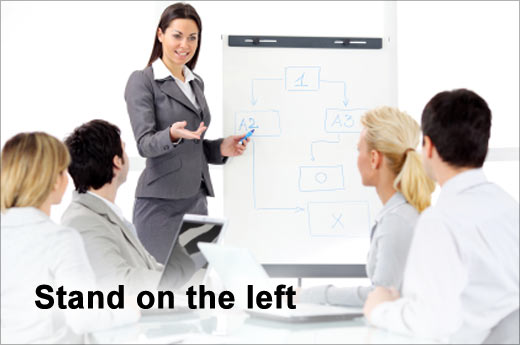 1
A2 A3
O
X
Stand on the left